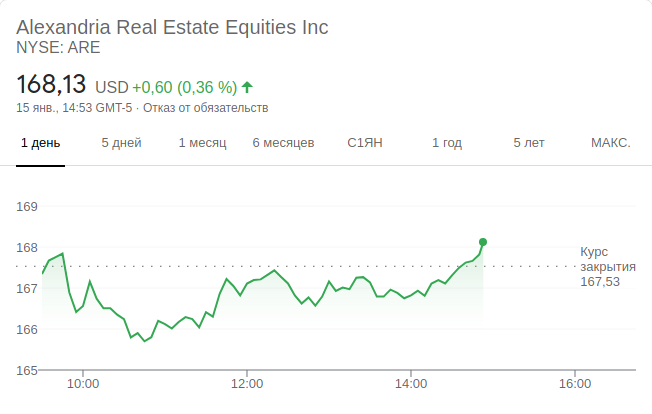 Alexandria Real Estate Equities Inc
NYSE: ARE
168,13 USD +0,60 (0,36 %)
15 янв., 14:53 GMT-5 · Отказ от обязательств
1 день 5 дней 1 месяц 6 месяцев С1ЯН 1 год 5 лет МАКС.
169
168
Курс
закрытия
167,53
167
166
165
10:00 12:00 14:00 16:00